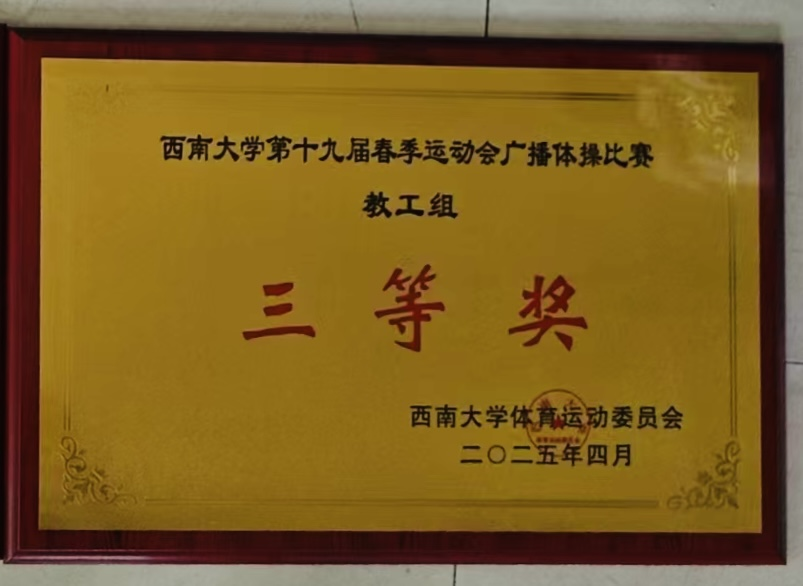 西南大学第十九届春季运动会广播体操比赛
教工组
三等奖
西南大学体育运动委员会
二〇二五年四月